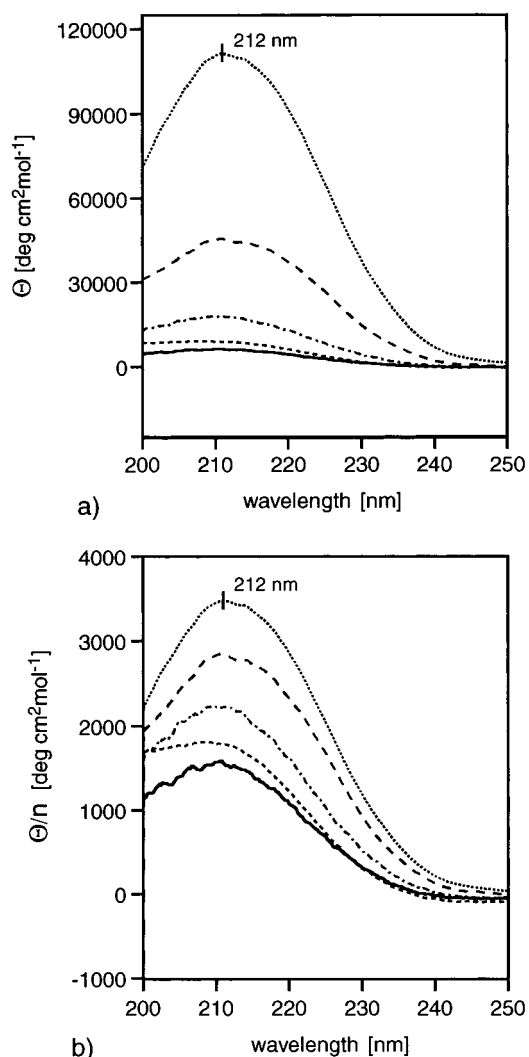 120000
90000
60000
30000
0
Θ [deg cm²mol⁻¹]
212 nm
200 210 220 230 240 250
wavelength [nm]
a)
4000
3000
2000
1000
0
-1000
Θ/n [deg cm²mol⁻¹]
212 nm
200 210 220 230 240 250
wavelength [nm]
b)